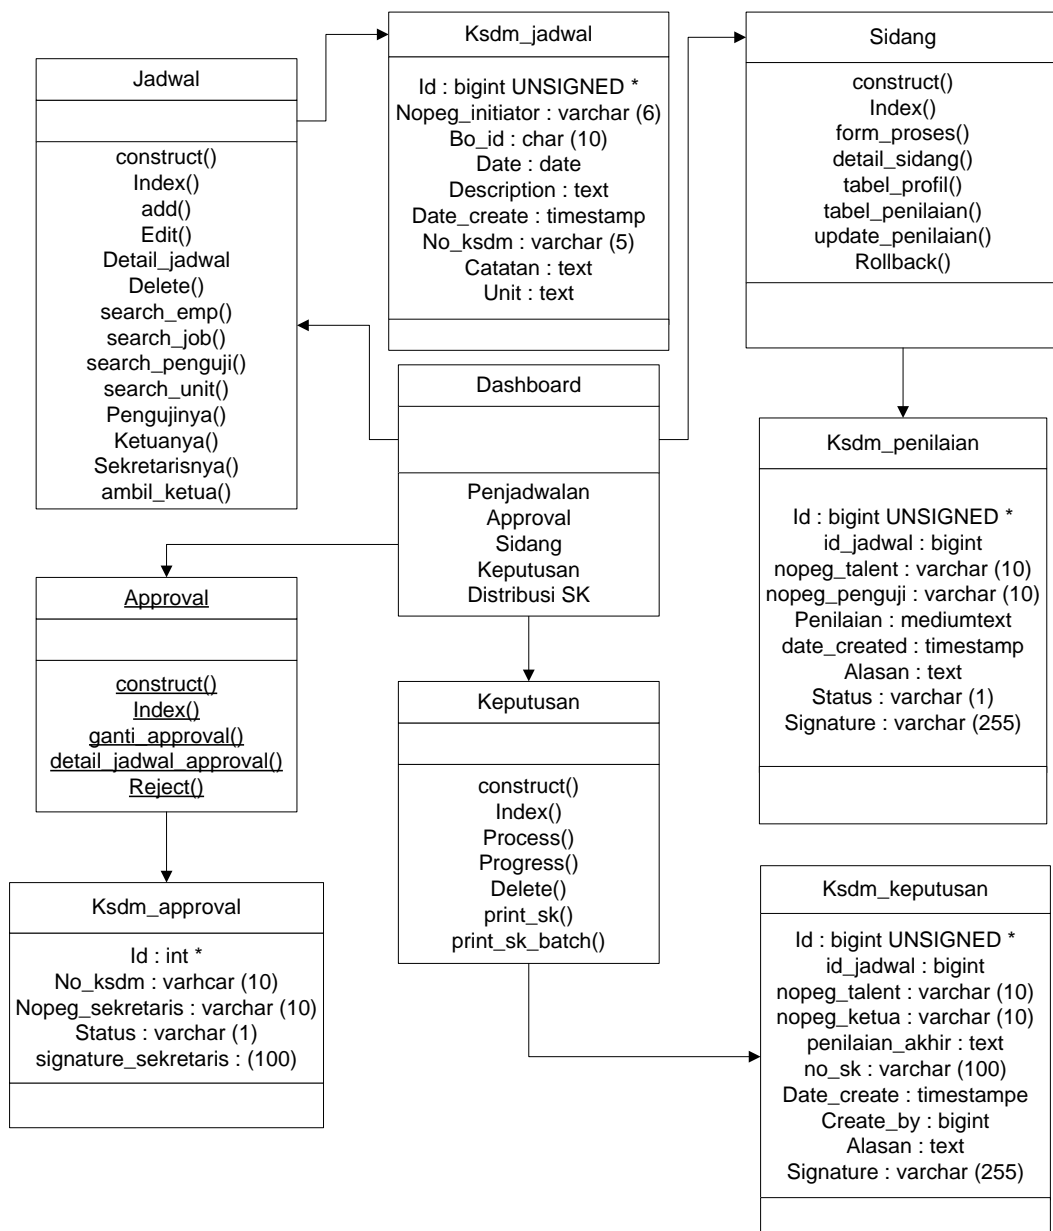 Jadwal
construct()
Index()
add()
Edit()
Detail_jadwal
Delete()
search_emp()
search_job()
search_penguji()
search_unit()
Pengujinya()
Ketuanya()
Sekretarisnya()
ambil_ketua()
Ksdm_jadwal
Id : bigint UNSIGNED *
Nopeg_initiator : varchar (6)
Bo_id : char (10)
Date : date
Description : text
Date_create : timestamp
No_ksdm : varchar (5)
Catatan : text
Unit : text
Sidang
construct()
Index()
form_proses()
detail_sidang()
tabel_profil()
tabel_penilaian()
update_penilaian()
Rollback()
Dashboard
Penjadwalan
Approval
Sidang
Keputusan
Distribusi SK
Ksdm_penilaian
Id : bigint UNSIGNED *
id_jadwal : bigint
nopeg_talent : varchar (10)
nopeg_penguji : varchar (10)
Penilaian : mediumtext
date_created : timestamp
Alasan : text
Status : varchar (1)
Signature : varchar (255)
Approval
construct()
Index()
ganti_approval()
detail_jadwal_approval()
Reject()
Keputusan
construct()
Index()
Process()
Progress()
Delete()
print_sk()
print_sk_batch()
Ksdm_approval
Id : int *
No_ksdm : varhcar (10)
Nopeg_sekretaris : varchar (10)
Status : varchar (1)
signature_sekretaris : (100)
Ksdm_keputusan
Id : bigint UNSIGNED *
id_jadwal : bigint
nopeg_talent : varchar (10)
nopeg_ketua : varchar (10)
penilaian_akhir : text
no_sk : varchar (100)
Date_create : timestampe
Create_by : bigint
Alasan : text
Signature : varchar (255)